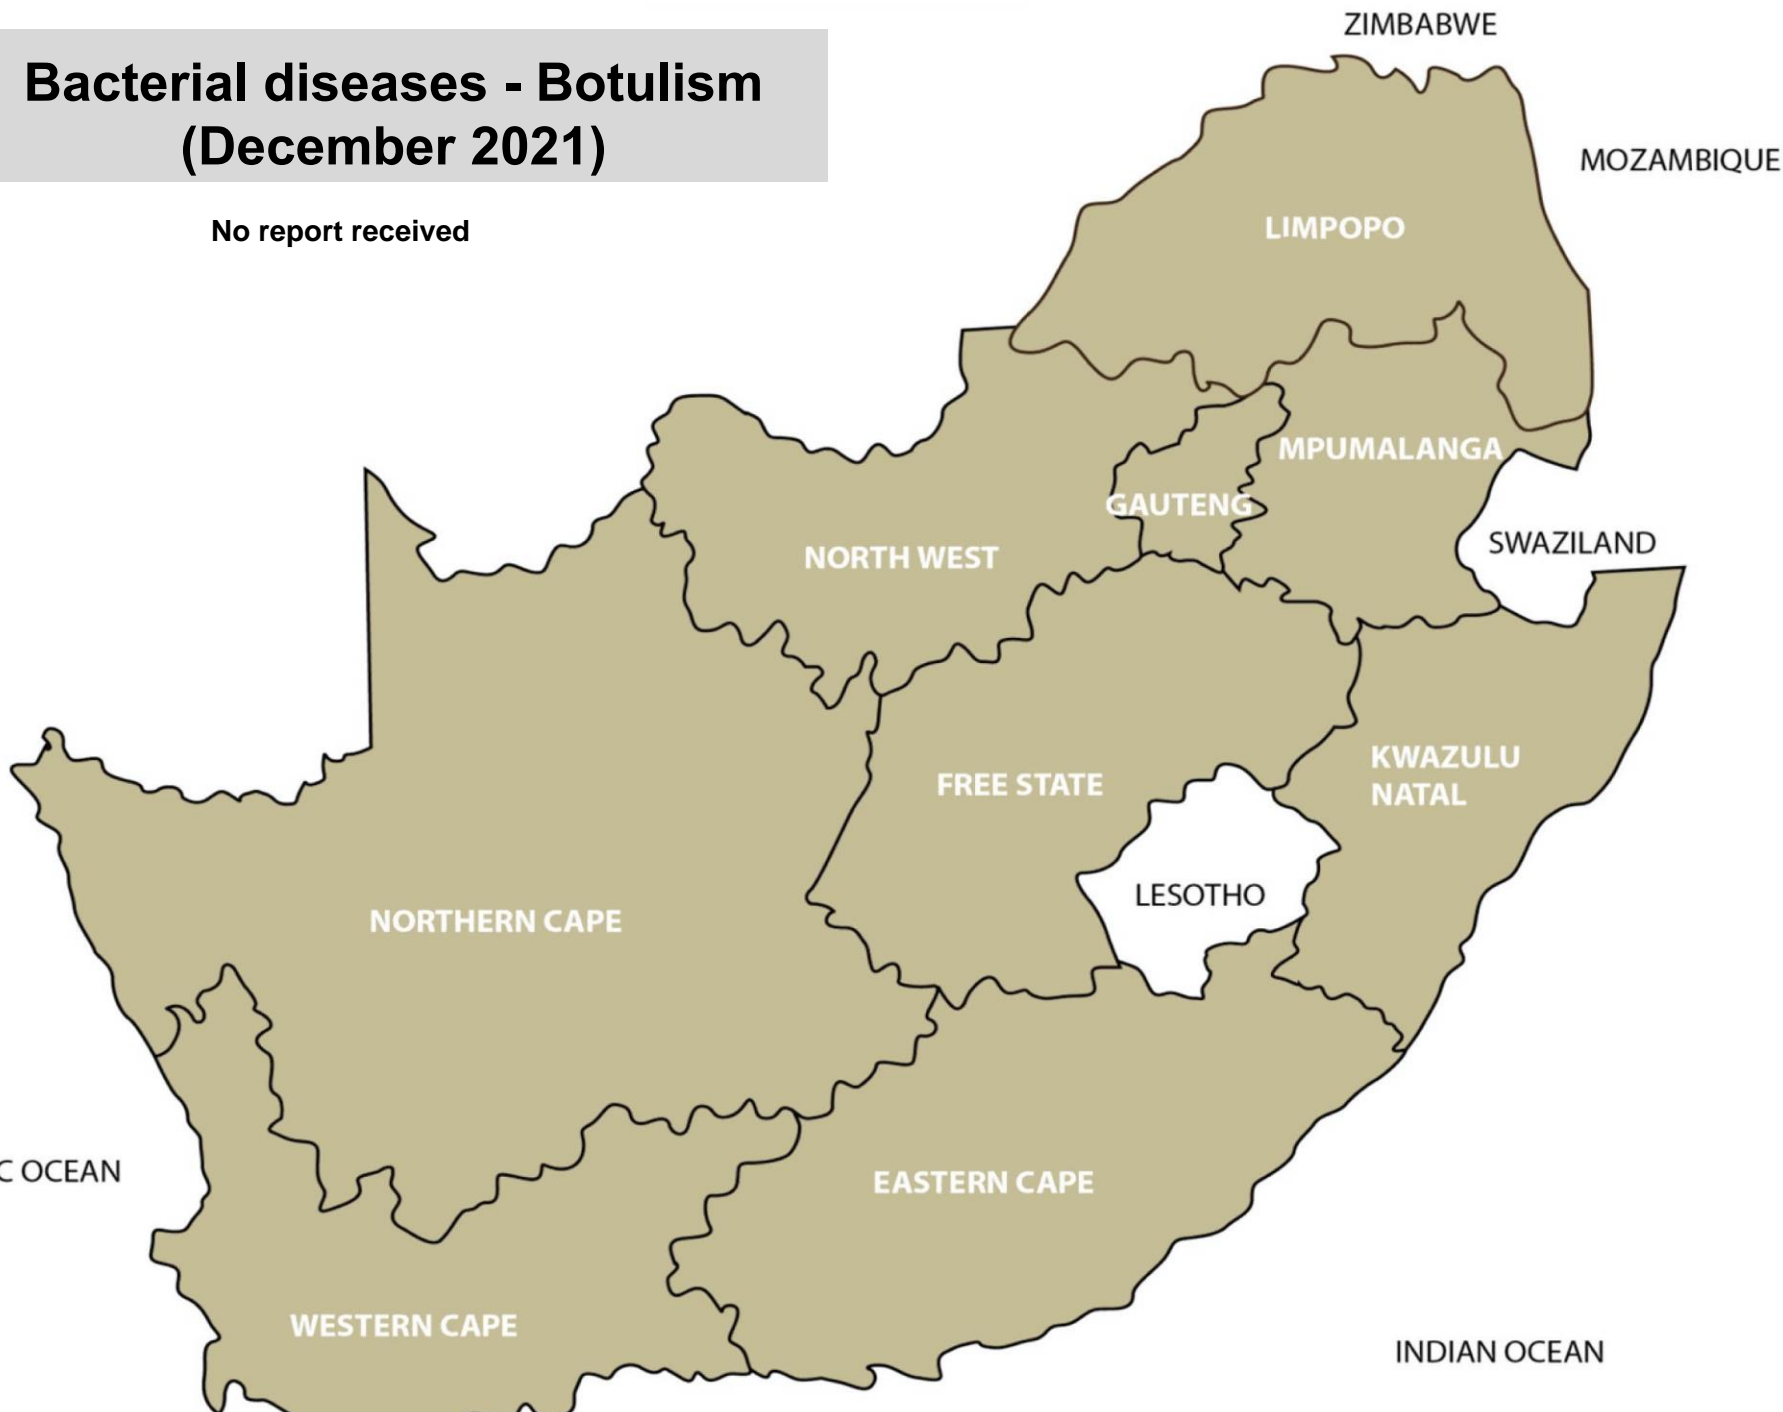 Bacterial diseases - Botulism
(December 2021)
No report received
ZIMBABWE
MOZAMBIQUE
LIMPOPO
MPUMALANGA
GAUTENG
SWAZILAND
NORTH WEST
KWAZULU
NATAL
FREE STATE
LESOTHO
NORTHERN CAPE
C OCEAN
EASTERN CAPE
WESTERN CAPE
INDIAN OCEAN